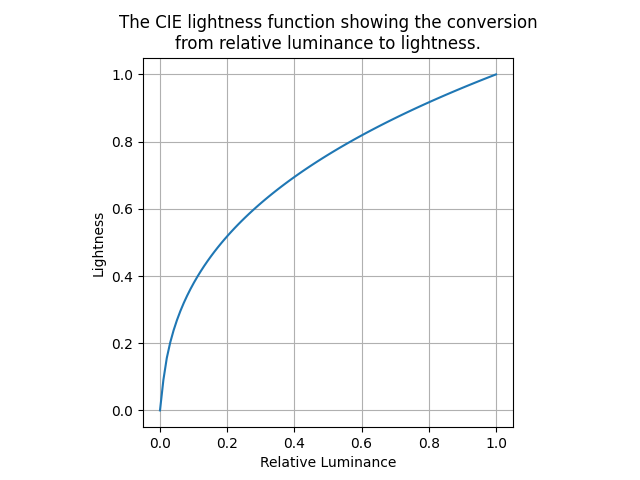 The CIE lightness function showing the conversion
from relative luminance to lightness.
1.0
0.8
0.6
0.4
0.2
0.0
Lightness
0.0 0.2 0.4 0.6 0.8 1.0
Relative Luminance